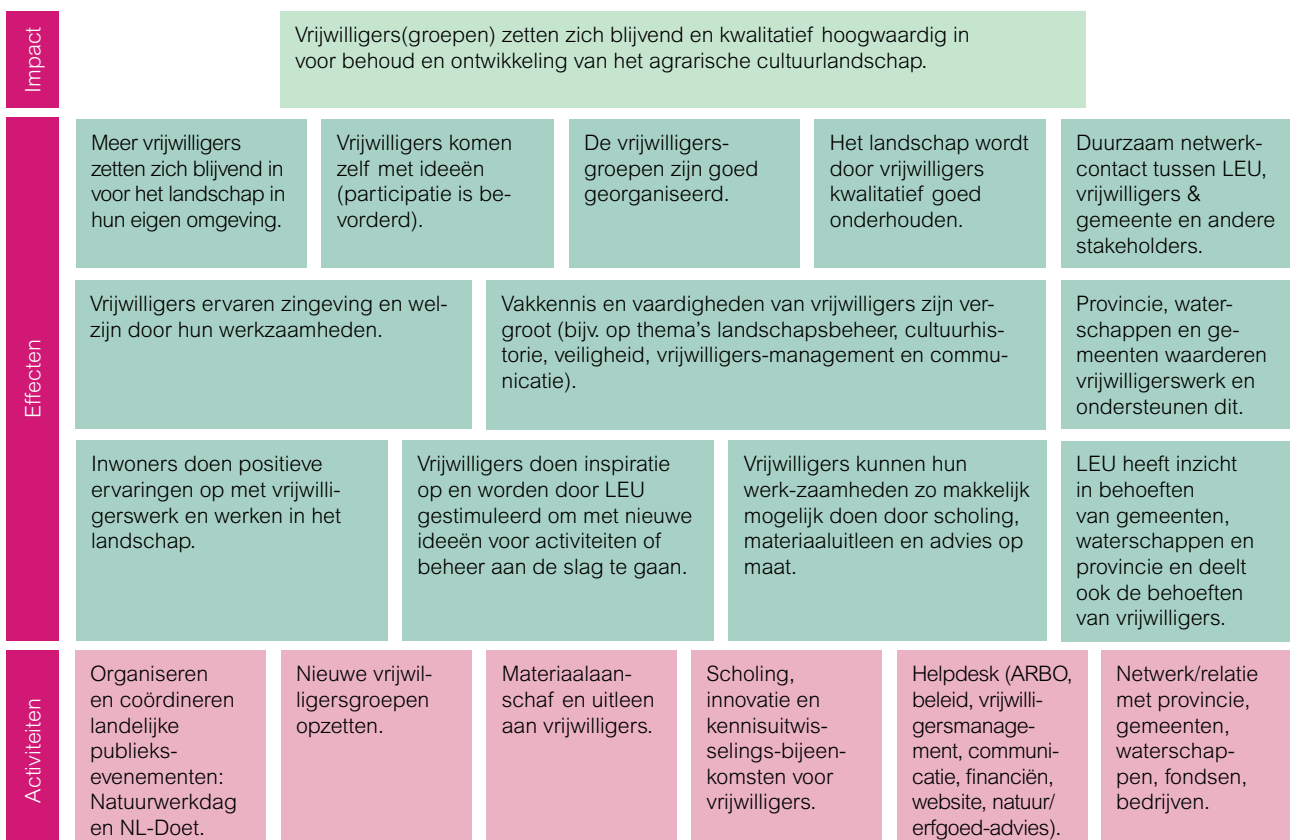 Impact
Vrijwilligers(groepen) zetten zich blijvend en kwalitatief hoogwaardig in
voor behoud en ontwikkeling van het agrarische cultuurlandschap.
Effecten
Meer vrijwilligers
zetten zich blijvend in
voor het landschap in
hun eigen omgeving.
Vrijwilligers komen
zelf met ideeën
(participatie is be-
vorderd).
De vrijwilligers-
groepen zijn goed
georganiseerd.
Het landschap wordt
door vrijwilligers
kwalitatief goed
onderhouden.
Duurzaam netwerk-
contact tussen LEU,
vrijwilligers &
gemeente en andere
stakeholders.
Vrijwilligers ervaren zingeving en wel-
zijn door hun werkzaamheden.
Vakkennis en vaardigheden van vrijwilligers zijn ver-
groot (bijv. op thema's landschapsbeheer, cultuurhis-
torie, veiligheid, vrijwilligers-management en commu-
nicatie).
Provincie, water-
schappen en ge-
meenten waarderen
vrijwilligerswerk en
ondersteunen dit.
Inwoners doen positieve
ervaringen op met vrijwilli-
gerswerk en werken in het
landschap.
Vrijwilligers doen inspiratie
op en worden door LEU
gestimuleerd om met nieuwe
ideeën voor activiteiten of
beheer aan de slag te gaan.
Vrijwilligers kunnen hun
werk-zaamheden zo makkelijk
mogelijk doen door scholing,
materiaaluitleen en advies op
maat.
LEU heeft inzicht
in behoeften
van gemeenten,
waterschappen en
provincie en deelt
ook de behoeften
van vrijwilligers.
Activiteiten
Organiseren
en coördineren
landelijke
publieks-
evenementen:
Natuurwerkdag
en NL-Doet.
Nieuwe vrijwil-
ligersgroepen
opzetten.
Materiaalaan-
schaf en uitleen
aan vrijwilligers.
Scholing,
innovatie en
kennisuitwis-
selings-bijeen-
komsten voor
vrijwilligers.
Helpdesk (ARBO,
beleid, vrijwilli-
gersmanage-
ment, communi-
catie, financiën,
website, natuur/
erfgoed-advies).
Netwerk/relatie
met provincie,
gemeenten,
waterschap-
pen, fondsen,
bedrijven.